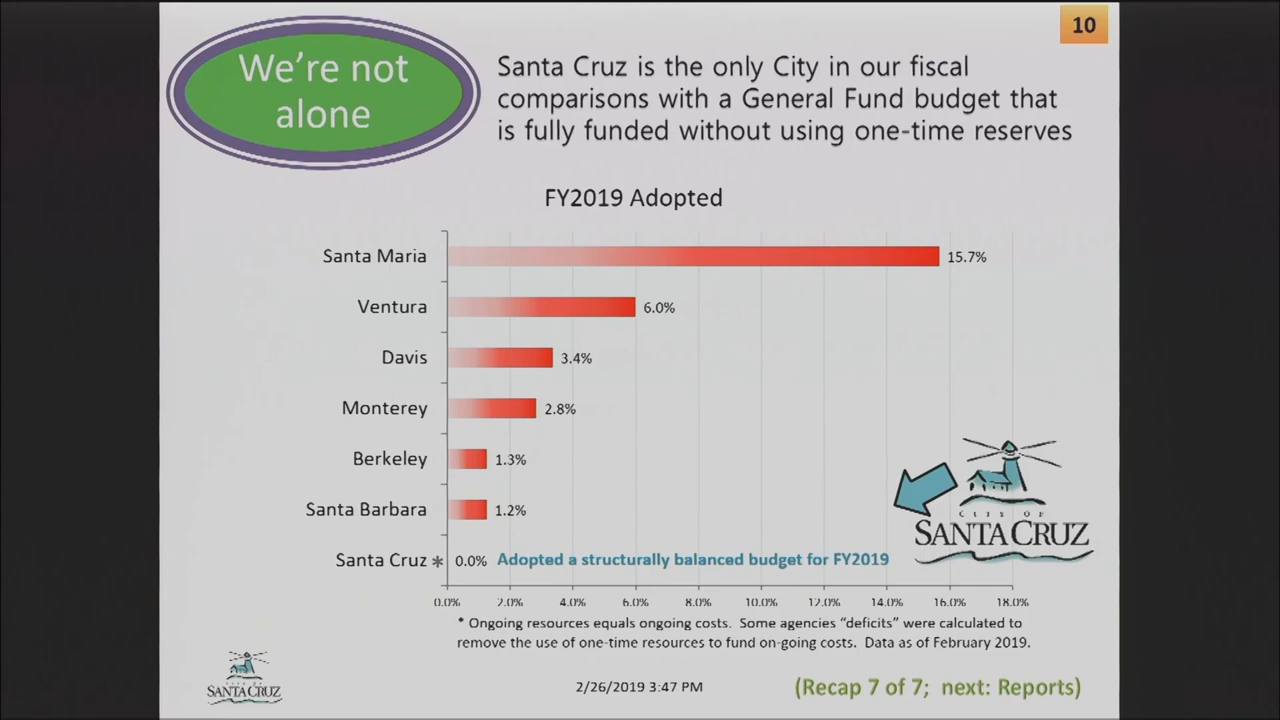 10
We're not
alone
Santa Cruz is the only City in our fiscal
comparisons with a General Fund budget that
is fully funded without using one-time reserves
FY2019 Adopted
Santa Maria 15.7%
Ventura 6.0%
Davis 3.4%
Monterey 2.8%
Berkeley 1.3%
Santa Barbara 1.2%
Santa Cruz * 0.0% Adopted a structurally balanced budget for FY2019
CITY OF
SANTA CRUZ
0.0% 2.0% 4.0% 6.0% 8.0% 10.0% 12.0% 14.0% 16.0% 18.0%
* Ongoing resources equals ongoing costs. Some agencies "deficits" were calculated to
remove the use of one-time resources to fund on-going costs. Data as of February 2019.
CITY OF
SANTA CRUZ
2/26/2019 3:47 PM
(Recap 7 of 7; next: Reports)